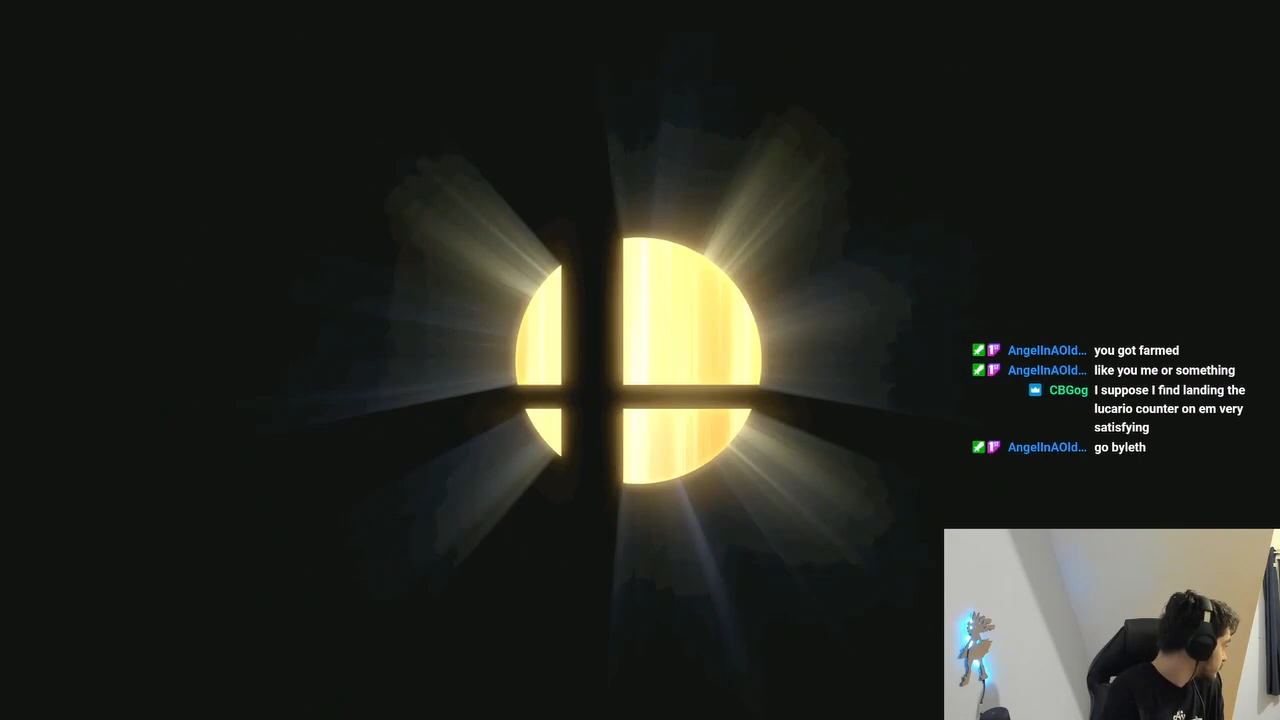 AngelInAOld... you got farmed
AngelInAOld... like you me or something
CBGog I suppose I find landing the
lucario counter on em very
satisfying
AngelInAOld... go byleth